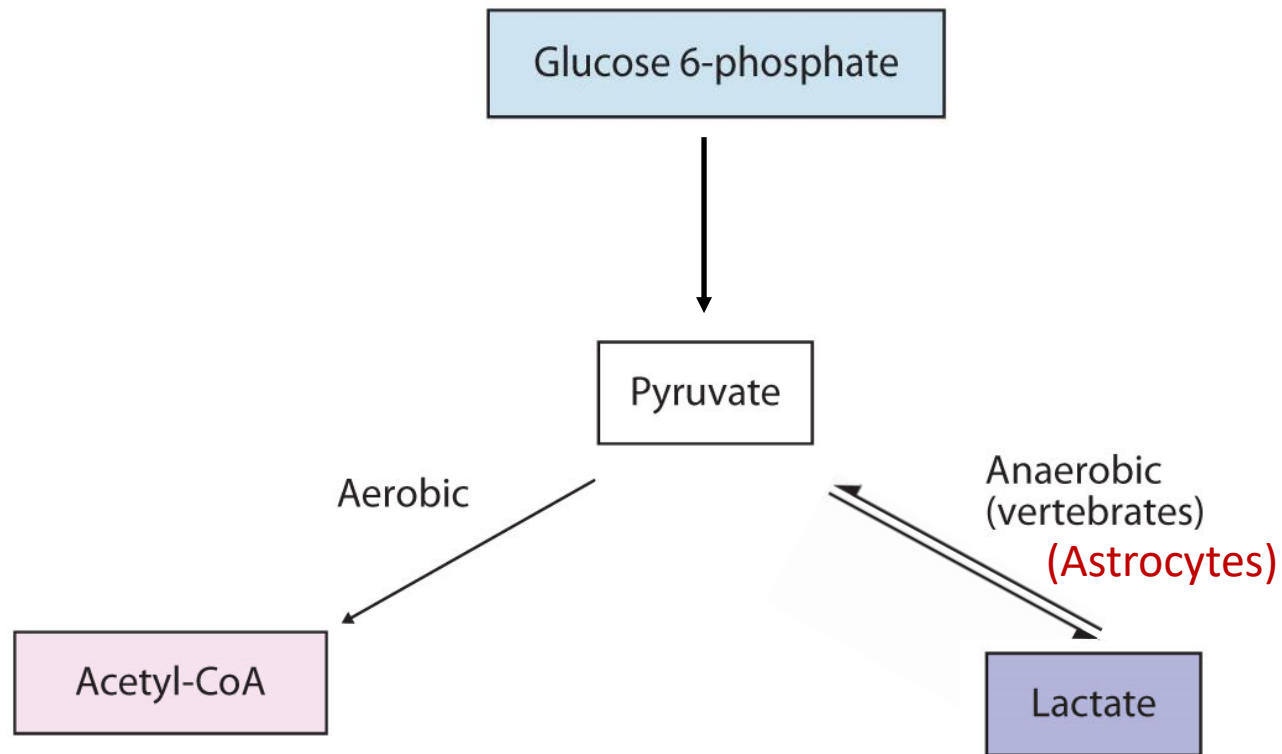 Glucose 6-phosphate
Pyruvate
Aerobic
Anaerobic
(vertebrates)
(Astrocytes)
Acetyl-CoA
Lactate